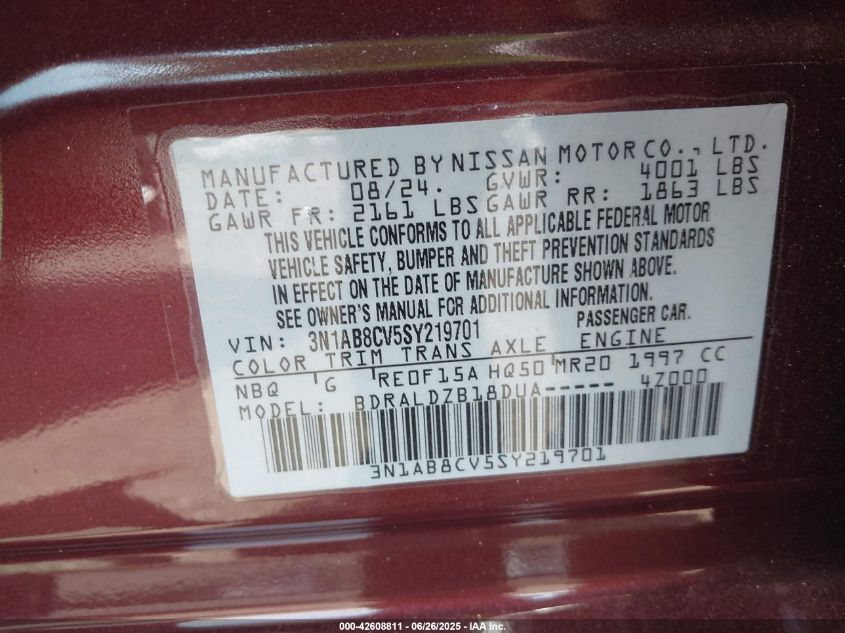 MANUFACTURED BY NISSAN MOTOR CO., LTD.
DATE: 08/24. GVWR: 4001 LBS
GAWR FR: 2161 LBS GAWR RR: 1863 LBS
THIS VEHICLE CONFORMS TO ALL APPLICABLE FEDERAL MOTOR
VEHICLE SAFETY, BUMPER AND THEFT PREVENTION STANDARDS
IN EFFECT ON THE DATE OF MANUFACTURE SHOWN ABOVE.
SEE OWNER'S MANUAL FOR ADDITIONAL INFORMATION.
VIN: 3N1AB8CV5SY219701 PASSENGER CAR.
COLOR TRIM TRANS AXLE ENGINE
NBQ G RE0F15A HQ50 MR20 1997 CC
MODEL: BDRALDZB18DUA----- 4Z000
3N1AB8CV5SY219701
000-42608811 | 06/26/2025 - IAA Inc.